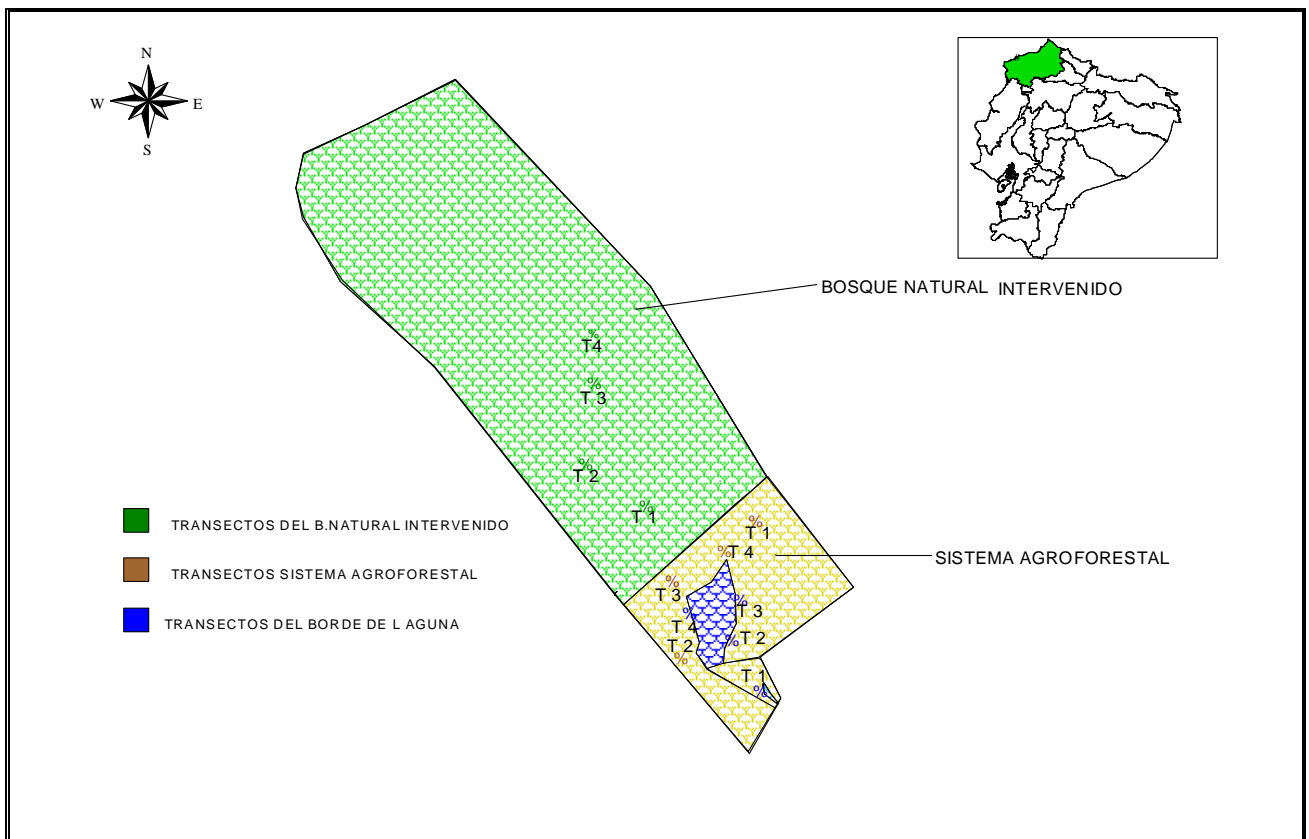 N
W E
S
BOSQUE NATURAL INTERVENIDO
% T4
% T 3
% T 2
% T 1
TRANSECTOS DEL B.NATURAL INTERVENIDO
TRANSECTOS SISTEMA AGROFORESTAL
TRANSECTOS DEL BORDE DE L AGUNA
SISTEMA AGROFORESTAL
% T 1
% T 4
% T 3
% T 3
% T 4
% T 2
T 2 %
T 1 %